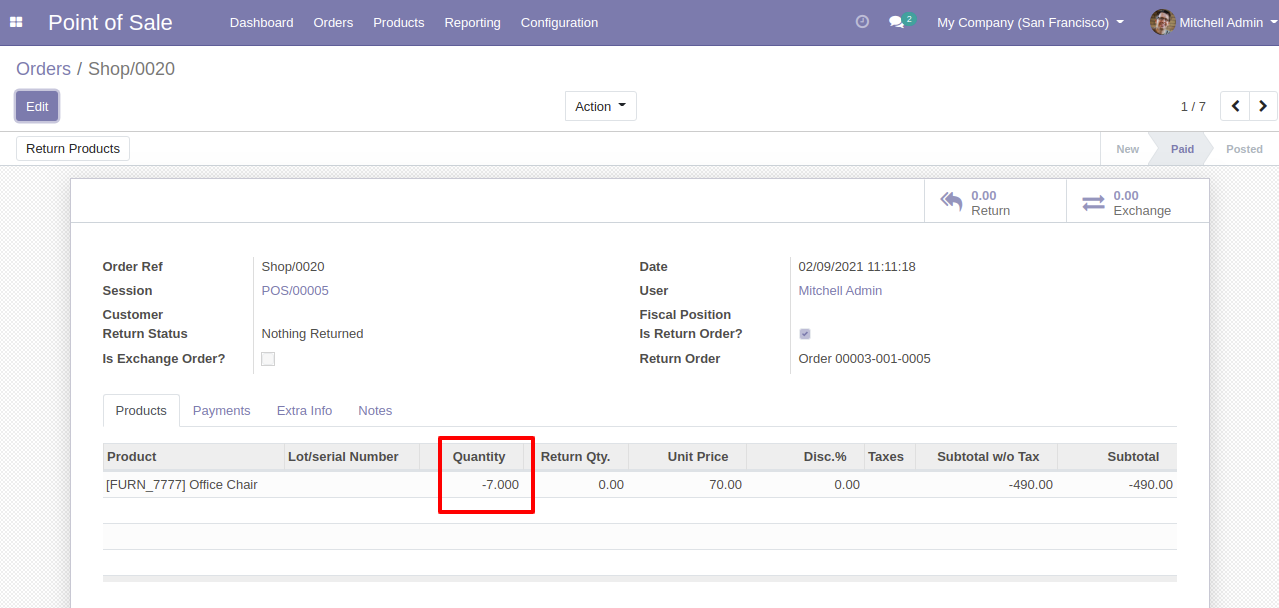 Point of Sale Dashboard Orders Products Reporting Configuration 2 My Company (San Francisco) Mitchell Admin
Orders / Shop/0020
Edit Action 1 / 7
Return Products New Paid Posted
0.00 0.00
Return Exchange
Order Ref Shop/0020 Date 02/09/2021 11:11:18
Session POS/00005 User Mitchell Admin
Customer Fiscal Position
Return Status Nothing Returned Is Return Order?
Is Exchange Order? Return Order Order 00003-001-0005
Products Payments Extra Info Notes
Product Lot/serial Number Quantity Return Qty. Unit Price Disc.% Taxes Subtotal w/o Tax Subtotal
[FURN_7777] Office Chair -7.000 0.00 70.00 0.00 -490.00 -490.00